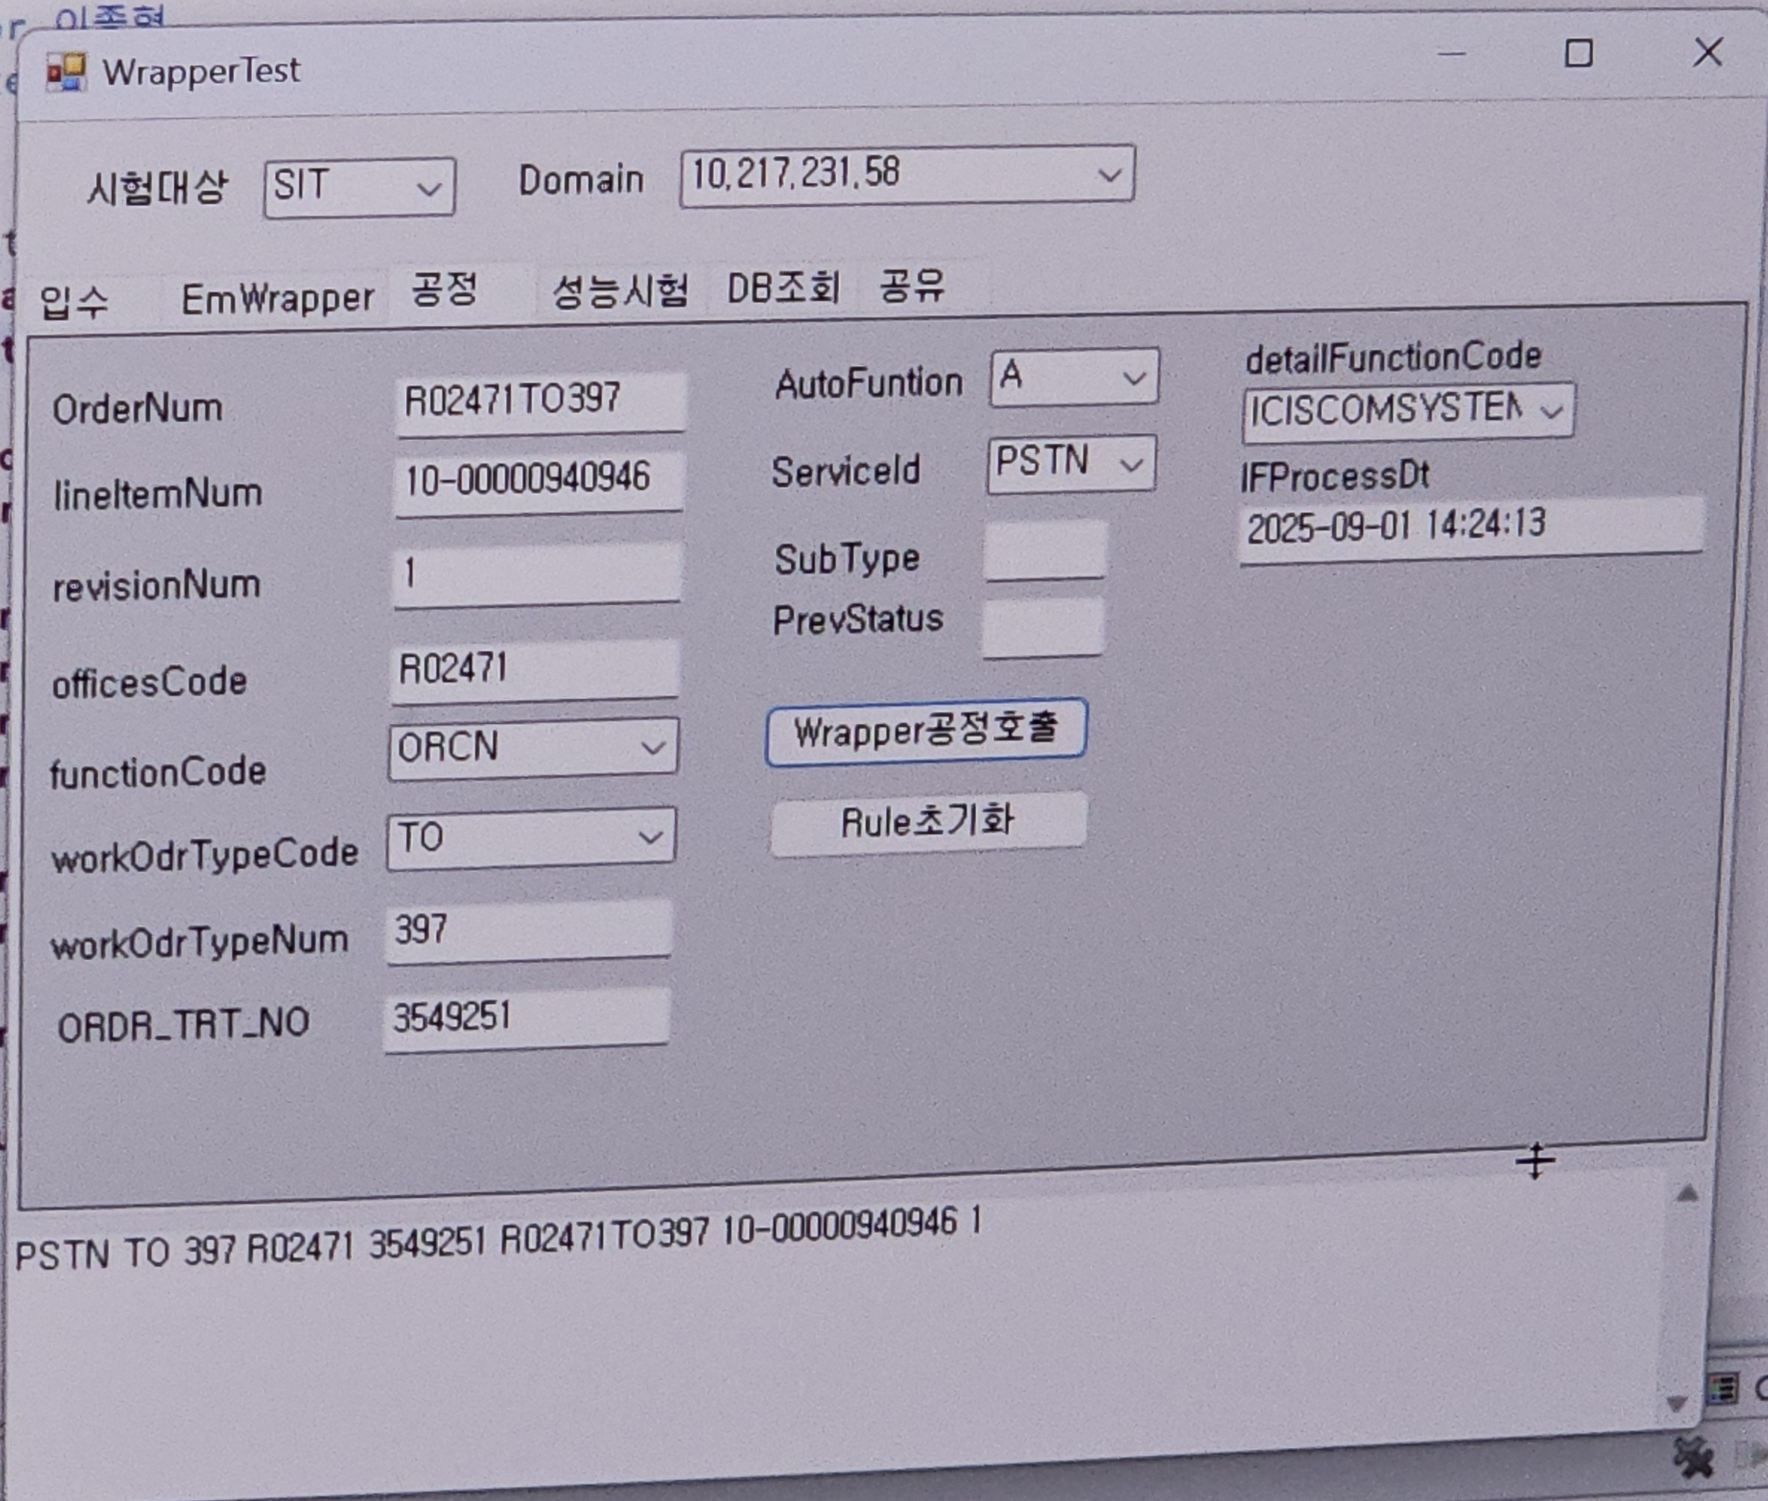 이종혁
WrapperTest
시험대상 SIT Domain 10,217,231,58
입수 EmWrapper 공정 성능시험 DB조회 공유
OrderNum R02471TO397
lineItemNum 10-00000940946
revisionNum 1
officesCode R02471
functionCode ORCN
workOdrTypeCode TO
workOdrTypeNum 397
ORDR_TRT_NO 3549251
AutoFuntion A
ServiceId PSTN
SubType
PrevStatus
Wrapper공정호출
Rule초기화
detailFunctionCode
ICISCOMSYSTEM
IFProcessDt
2025-09-01 14:24:13
PSTN TO 397 R02471 3549251 R02471TO397 10-00000940946 1